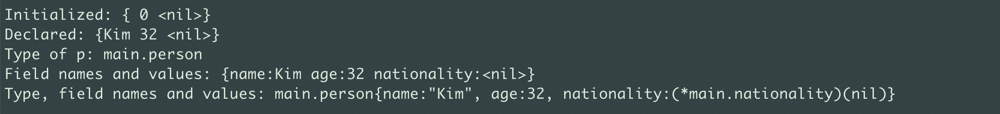 Initialized: { 0 <nil>}
Declared: {Kim 32 <nil>}
Type of p: main.person
Field names and values: {name:Kim age:32 nationality:<nil>}
Type, field names and values: main.person{name:"Kim", age:32, nationality:(*main.nationality)(nil)}